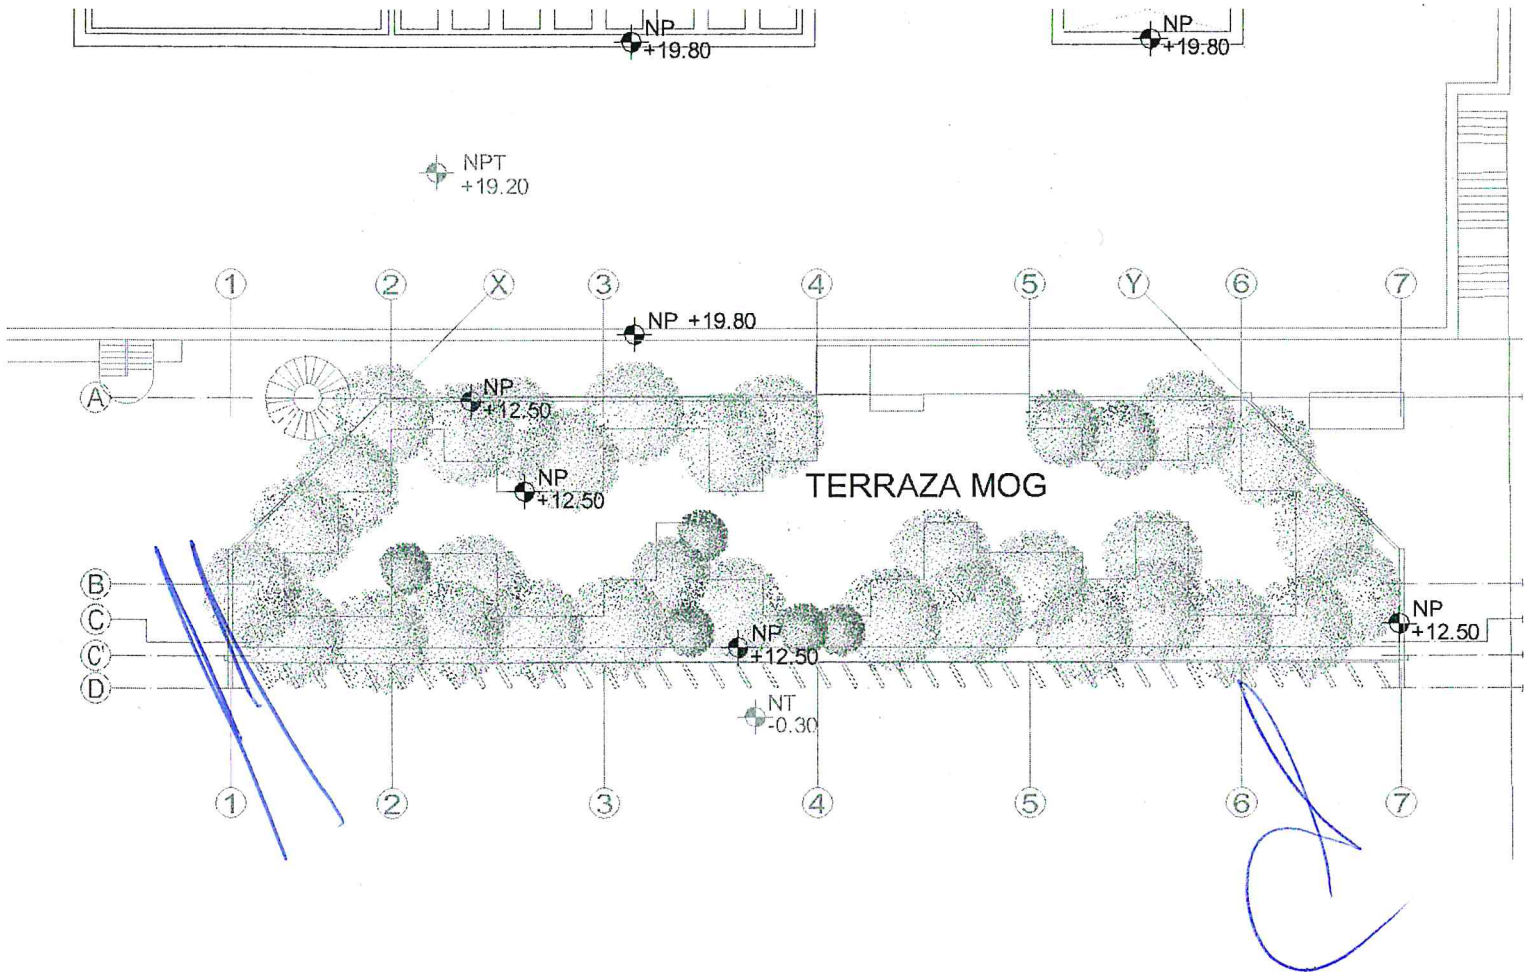 NP
+19.80
NP
+19.80
NPT
+19.20
1 2 X 3 4 5 Y 6 7
NP +19.80
A
NP
+12.50
NP
+12.50
TERRAZA MOG
B
C
NP
+12.50
NP
+12.50
C'
D
NT
-0.30
1 2 3 4 5 6 7